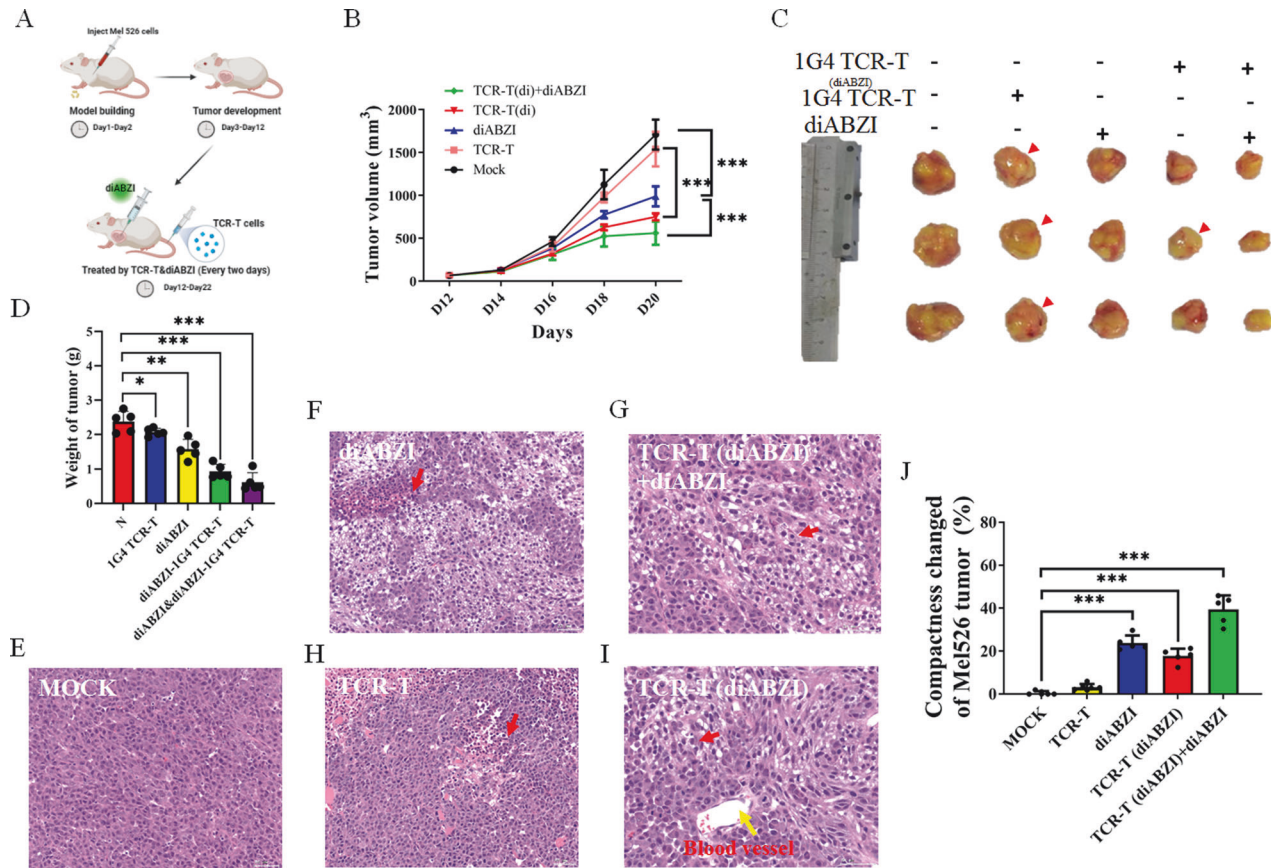 A
Inject Mel 526 cells
Model building
Day1-Day2
Tumor development
Day3-Day12
diABZI
TCR-T cells
Treated by TCR-T&diABZI (Every two days)
Day12-Day22
B
TCR-T(di)+diABZI
TCR-T(di)
diABZI
TCR-T
Mock
Tumor volume (mm³)
2000
1500
1000
500
0
***
***
***
D12
D14
D16
D18
D20
Days
C
1G4 TCR-T - - - + +
(diABZI)
1G4 TCR-T - + - - -
diABZI - - + - +
D
Weight of tumor (g)
5
4
3
2
1
0
***
***
**
*
N
1G4 TCR-T
diABZI
diABZI-1G4 TCR-T
diABZI&diABZI-1G4 TCR-T
E
MOCK
F
diABZI
G
TCR-T (diABZI)
+diABZI
H
TCR-T
I
TCR-T (diABZI)
Blood vessel
J
Compactness changed
of Mel526 tumor (%)
80
60
40
20
0
***
***
***
MOCK
TCR-T
diABZI
TCR-T (diABZI)
TCR-T (diABZI)+diABZI